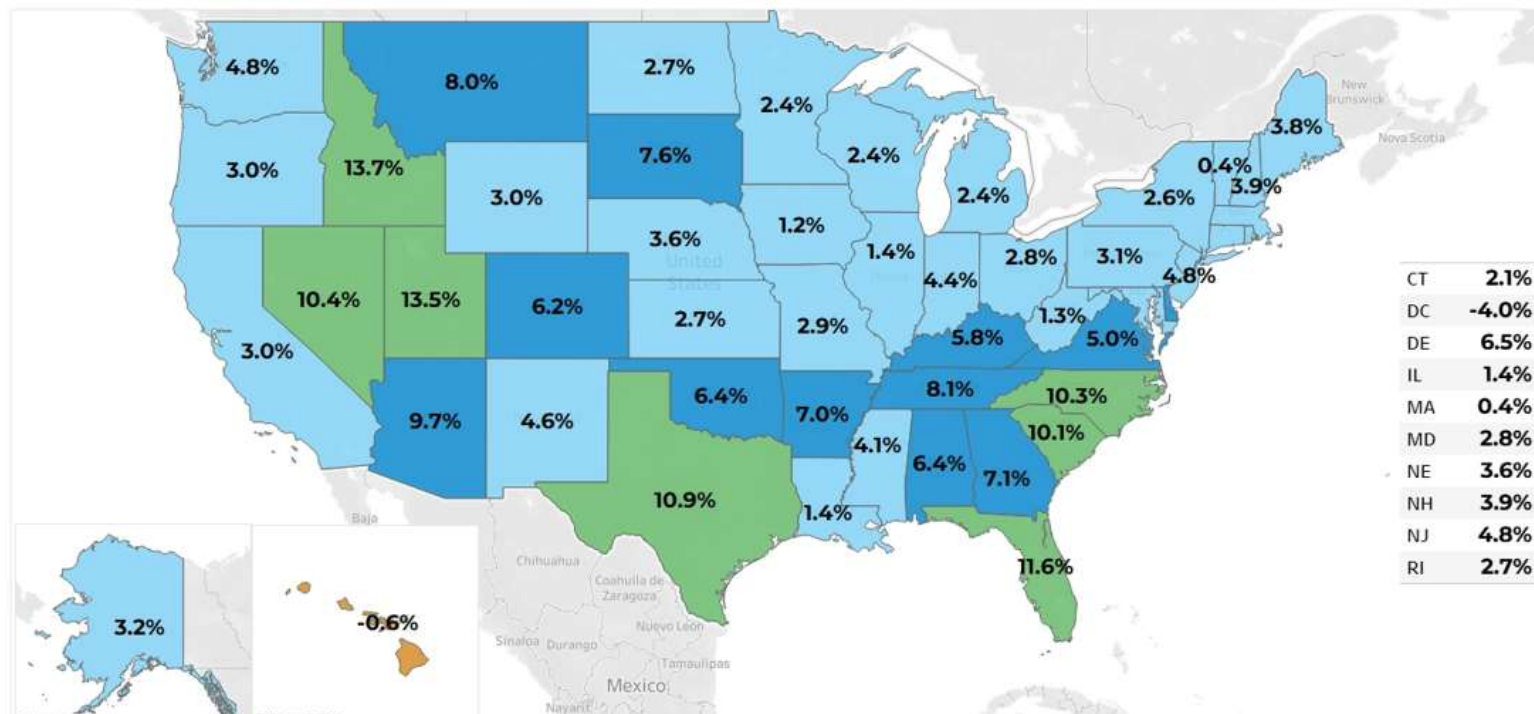 4.8%
8.0%
2.7%
2.4%
3.8%
New
Brunswick
Nova Scotia
3.0%
13.7%
7.6%
2.4%
2.4%
0.4%
3.9%
2.6%
3.0%
1.2%
3.6%
United
States
1.4%
4.4%
2.8%
3.1%
4.8%
10.4%
13.5%
6.2%
2.7%
2.9%
1.3%
5.0%
5.8%
3.0%
9.7%
4.6%
6.4%
7.0%
8.1%
10.3%
10.1%
4.1%
6.4%
7.1%
10.9%
1.4%
11.6%
CT 2.1%
DC -4.0%
DE 6.5%
IL 1.4%
MA 0.4%
MD 2.8%
NE 3.6%
NH 3.9%
NJ 4.8%
RI 2.7%
Baja
Chihuahua
Coahuila de
Zaragoza
Nuevo León
Sinaloa
Durango
Tamaulipas
Mexico
Nayarit
3.2%
-0.6%